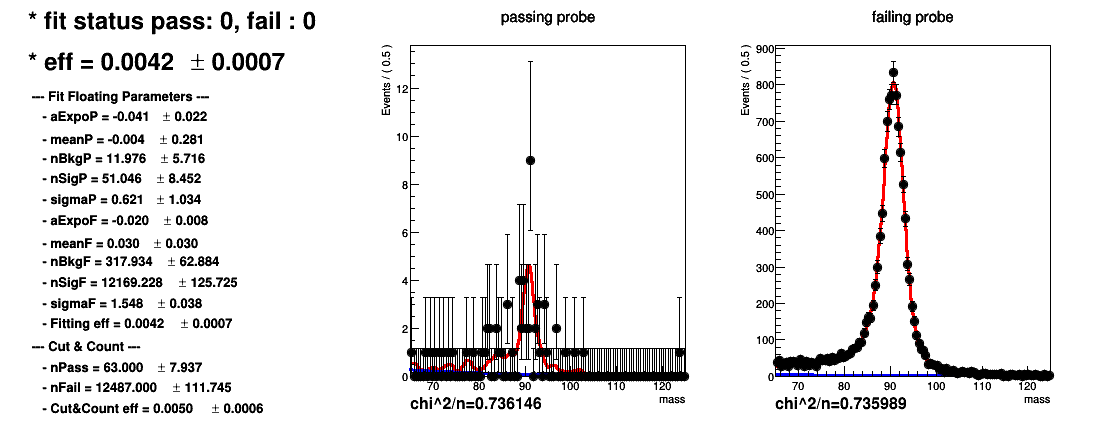 * fit status pass: 0, fail : 0
* eff = 0.0042 ± 0.0007
--- Fit Floating Parameters ---
- aExpoP = -0.041 ± 0.022
- meanP = -0.004 ± 0.281
- nBkgP = 11.976 ± 5.716
- nSigP = 51.046 ± 8.452
- sigmaP = 0.621 ± 1.034
- aExpoF = -0.020 ± 0.008
- meanF = 0.030 ± 0.030
- nBkgF = 317.934 ± 62.884
- nSigF = 12169.228 ± 125.725
- sigmaF = 1.548 ± 0.038
- Fitting eff = 0.0042 ± 0.0007
--- Cut & Count ---
- nPass = 63.000 ± 7.937
- nFail = 12487.000 ± 111.745
- Cut&Count eff = 0.0050 ± 0.0006
passing probe
Events / ( 0.5 )
12
10
8
6
4
2
0
70 80 90 100 110 120
mass
chi^2/n=0.736146
failing probe
Events / ( 0.5 )
900
800
700
600
500
400
300
200
100
0
70 80 90 100 110 120
mass
chi^2/n=0.735989